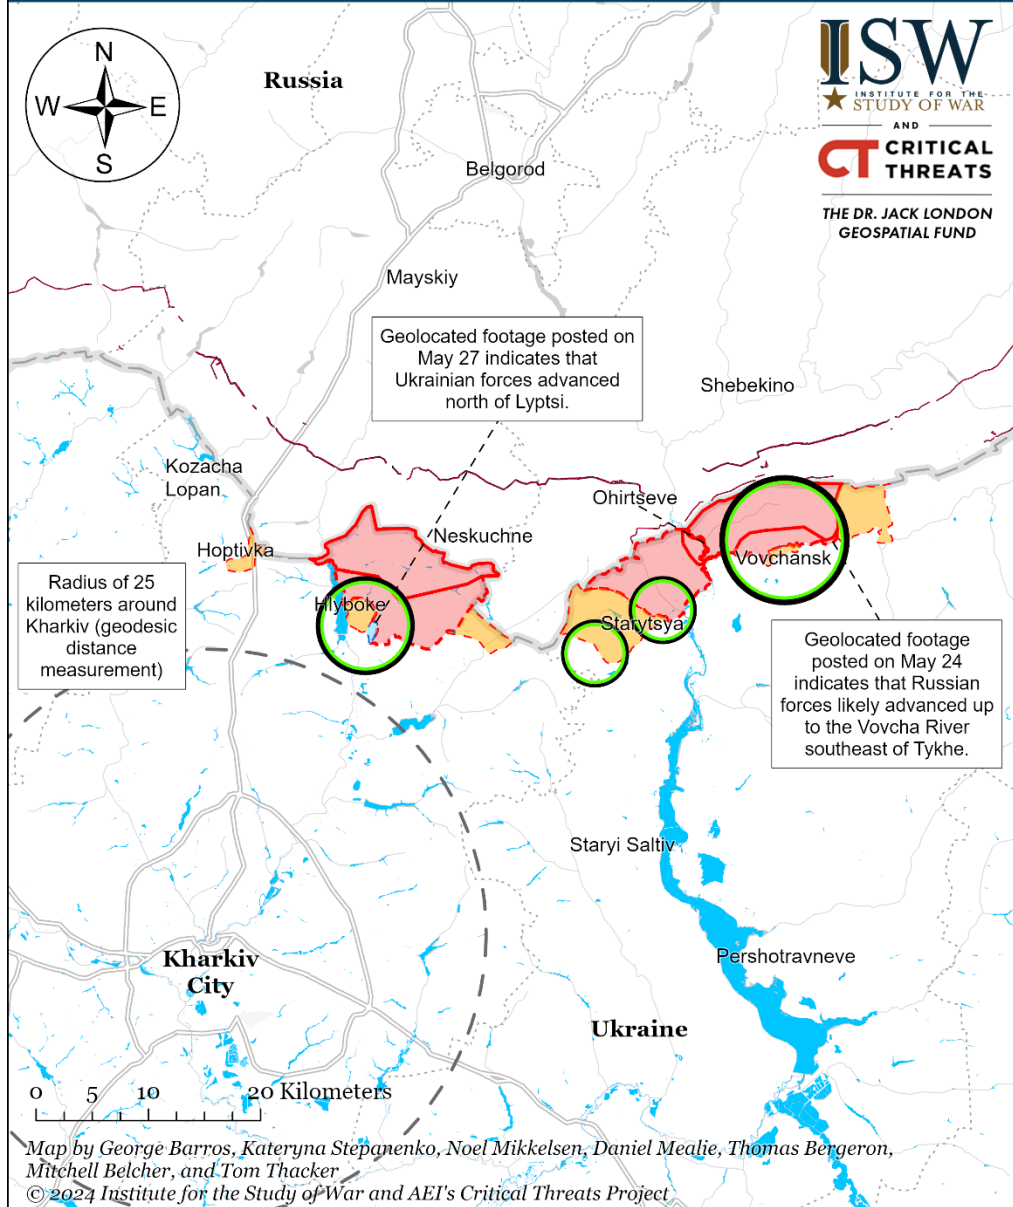 N
W
E
S
Russia
ISW
INSTITUTE FOR THE
STUDY OF WAR
AND
CT CRITICAL
THREATS
THE DR. JACK LONDON
GEOSPATIAL FUND
Belgorod
Mayskiy
Geolocated footage posted on
May 27 indicates that
Ukrainian forces advanced
north of Lyptsi.
Shebekino
Kozacha
Lopan
Ohirtseve
Neskuchne
Hoptivka
Vovchansk
Radius of 25
kilometers around
Kharkiv (geodesic
distance
measurement)
Hlyboke
Starytsya
Geolocated footage
posted on May 24
indicates that Russian
forces likely advanced up
to the Vovcha River
southeast of Tykhe.
Staryi Saltiv
Pershotravneve
Kharkiv
City
Ukraine
0 5 10 20 Kilometers
Map by George Barros, Kateryna Stepanenko, Noel Mikkelsen, Daniel Mealie, Thomas Bergeron,
Mitchell Belcher, and Tom Thacker
© 2024 Institute for the Study of War and AEI's Critical Threats Project